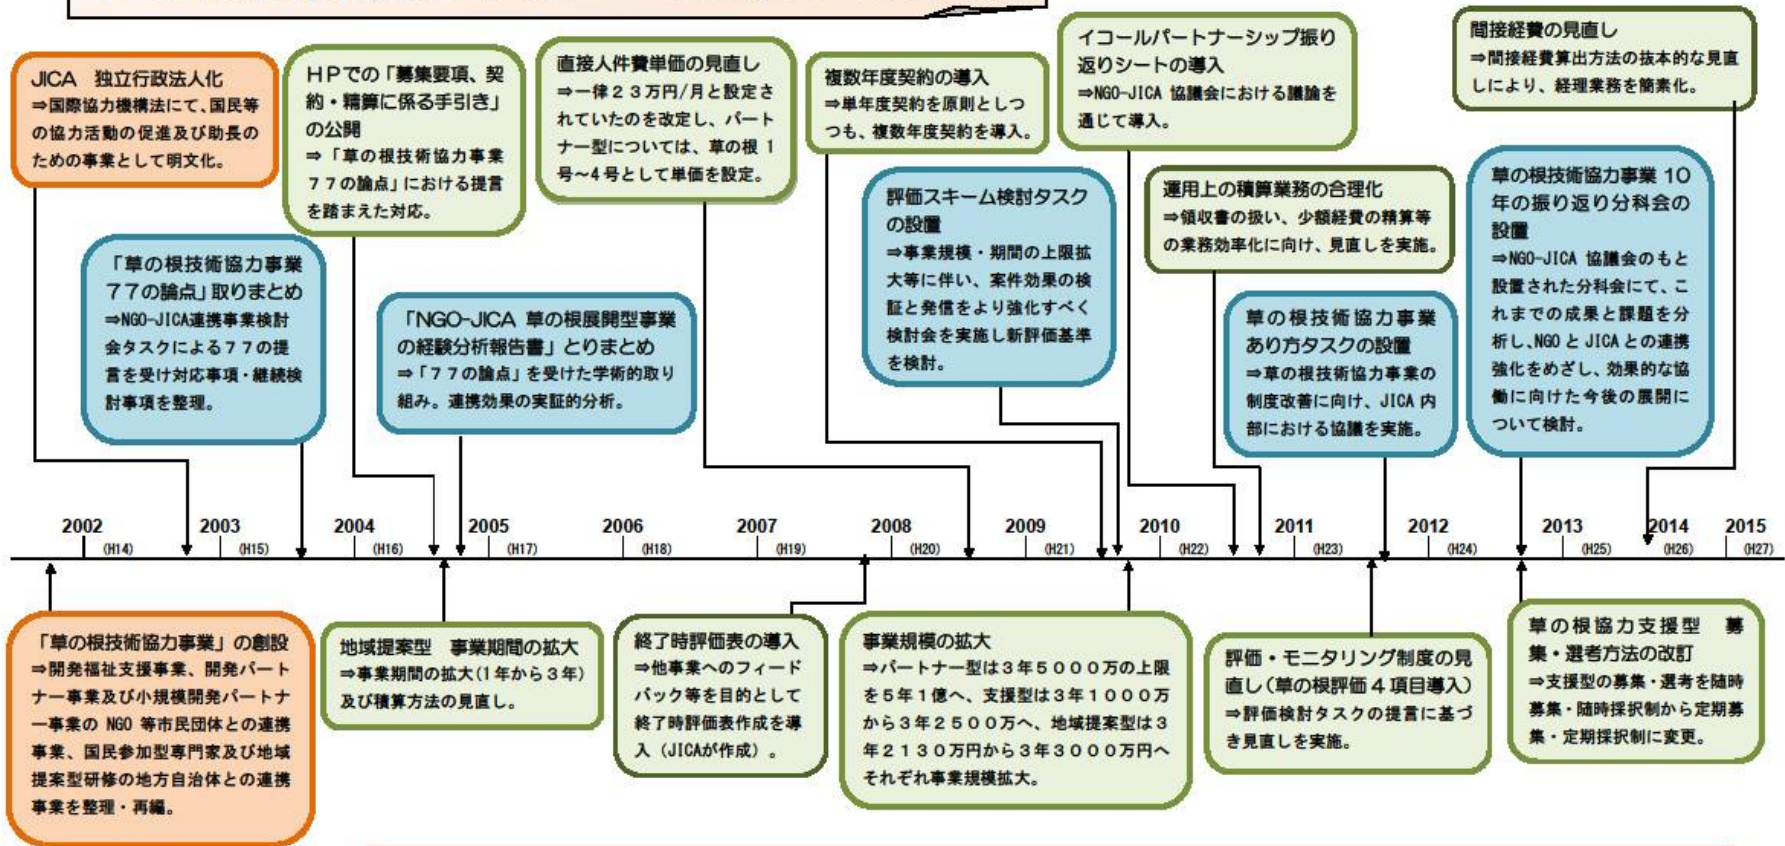 JICA 独立行政法人化
⇒国際協力機構法にて、国民等
の協力活動の促進及び助長の
ための事業として明文化。
HPでの「募集要項、契
約・精算に係る手引き」
の公開
⇒「草の根技術協力事業
77の論点」における提言
を踏まえた対応。
直接人件費単価の見直し
⇒一律23万円/月と設定さ
れていたのを改定し、パート
ナー型については、草の根1
号～4号として単価を設定。
複数年度契約の導入
⇒単年度契約を原則としつ
つも、複数年度契約を導入。
イコールパートナーシップ振り
返りシートの導入
⇒NGO-JICA 協議会における議論を
通じて導入。
間接経費の見直し
⇒間接経費算出方法の抜本的な見直
しにより、経理業務を簡素化。
「草の根技術協力事業
77の論点」取りまとめ
⇒NGO-JICA連携事業検討
会タスクによる77の提
言を受け対応事項・継続検
討事項を整理。
「NGO-JICA 草の根展開型事業
の経験分析報告書」とりまとめ
⇒「77の論点」を受けた学術的取り
組み。連携効果の実証的分析。
評価スキーム検討タスク
の設置
⇒事業規模・期間の上限拡
大等に伴い、案件効果の検
証と発信をより強化すべく
検討会を実施し新評価基準
を検討。
運用上の積算業務の合理化
⇒領収書の扱い、少額経費の精算等
の業務効率化に向け、見直しを実施。
草の根技術協力事業
あり方タスクの設置
⇒草の根技術協力事業の
制度改善に向け、JICA 内
部における協議を実施。
草の根技術協力事業 10
年の振り返り分科会の
設置
⇒NGO-JICA 協議会のもと
設置された分科会にて、こ
れまでの成果と課題を分
析し、NGO と JICA との連携
強化をめざし、効果的な協
働に向けた今後の展開に
ついて検討。
2002 2003 2004 2005 2006 2007 2008 2009 2010 2011 2012 2013 2014 2015
(H14) (H15) (H16) (H17) (H18) (H19) (H20) (H21) (H22) (H23) (H24) (H25) (H26) (H27)
「草の根技術協力事業」の創設
⇒開発福祉支援事業、開発パート
ナー事業及び小規模開発パートナ
ー事業の NGO 等市民団体との連携
事業、国民参加型専門家及び地域
提案型研修の地方自治体との連携
事業を整理・再編。
地域提案型 事業期間の拡大
⇒事業期間の拡大(1年から3年)
及び積算方法の見直し。
終了時評価表の導入
⇒他事業へのフィード
バック等を目的として
終了時評価表作成を導
入（JICAが作成）。
事業規模の拡大
⇒パートナー型は3年5000万の上限
を5年1億へ、支援型は3年1000万
から3年2500万へ、地域提案型は3
年2130万円から3年3000万円へ
それぞれ事業規模拡大。
評価・モニタリング制度の見
直し(草の根評価4項目導入)
⇒評価検討タスクの提言に基づ
き見直しを実施。
草の根協力支援型 募
集・選考方法の改訂
⇒支援型の募集・選考を随時
募集・随時採択制から定期募
集・定期採択制に変更。